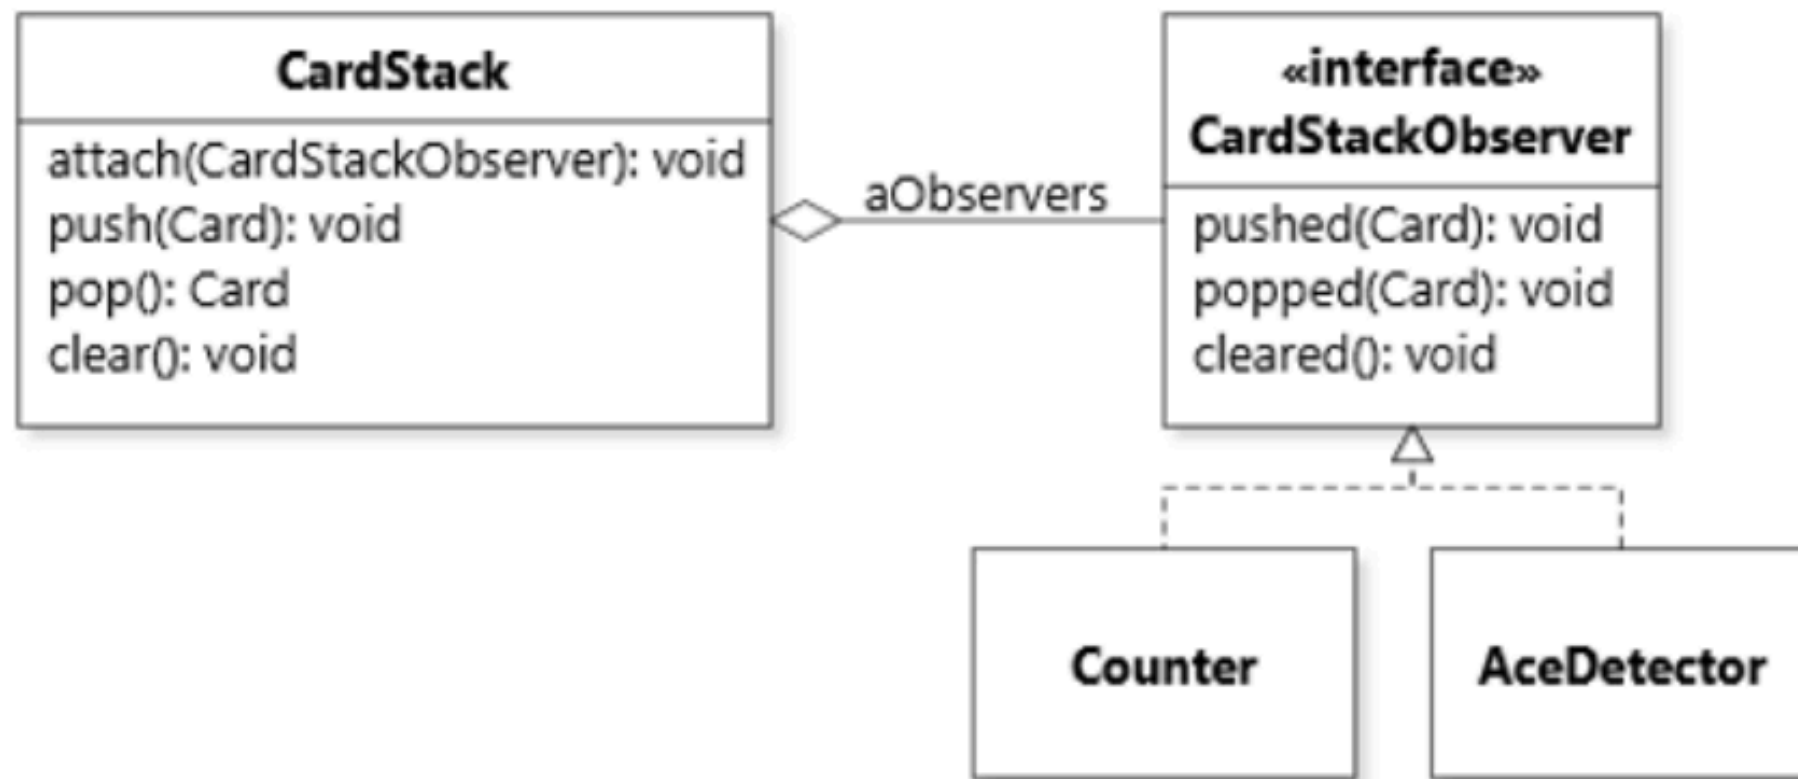 CardStack
attach(CardStackObserver): void
push(Card): void
pop(): Card
clear(): void
aObservers
«interface»
CardStackObserver
pushed(Card): void
popped(Card): void
cleared(): void
Counter
AceDetector